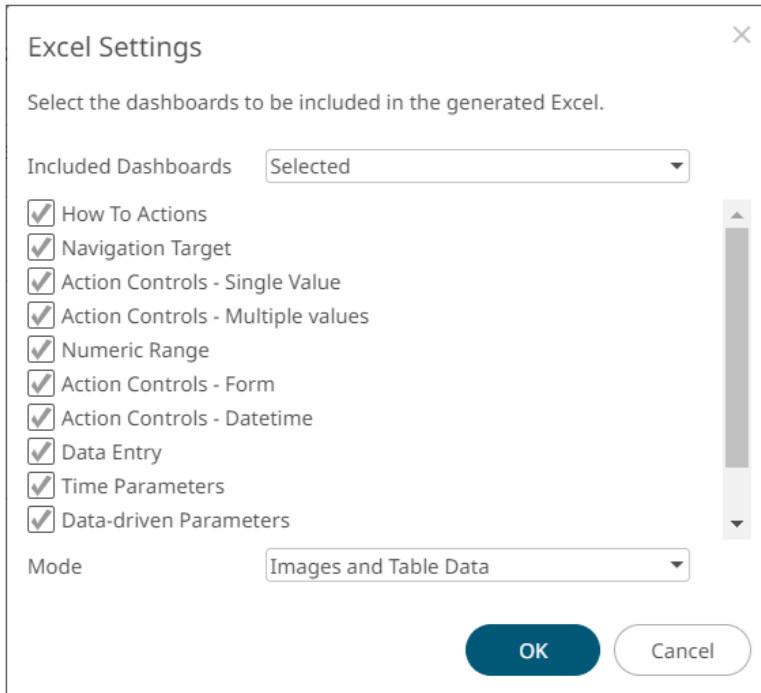 Excel Settings
Select the dashboards to be included in the generated Excel.
Included Dashboards Selected
How To Actions
Navigation Target
Action Controls - Single Value
Action Controls - Multiple values
Numeric Range
Action Controls - Form
Action Controls - Datetime
Data Entry
Time Parameters
Data-driven Parameters
Mode Images and Table Data
OK Cancel